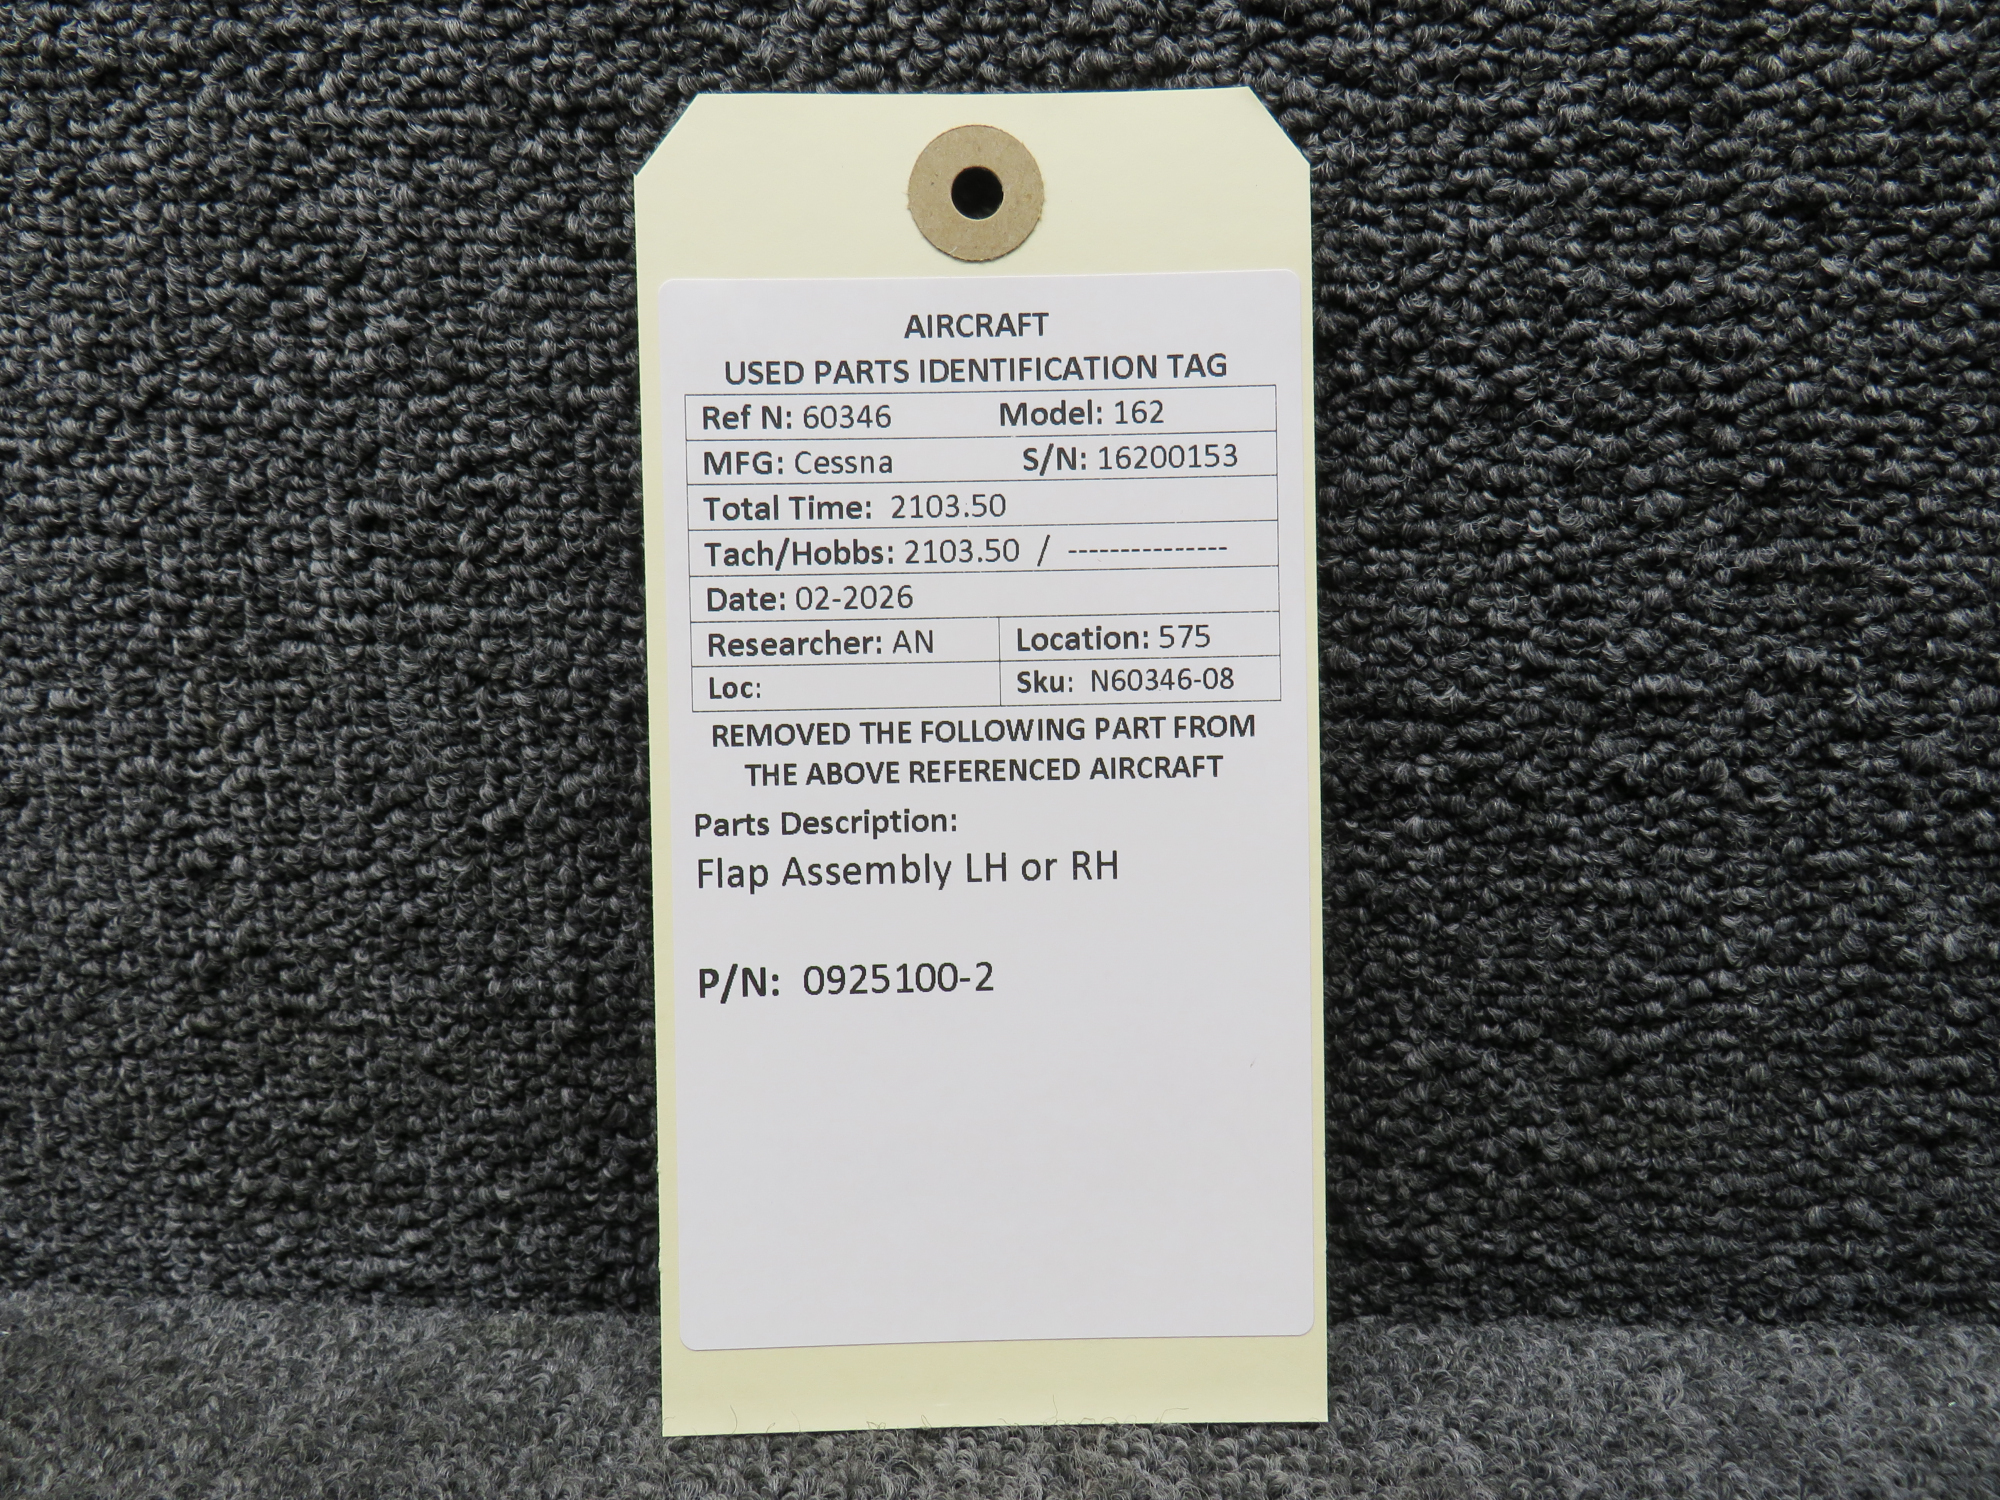 AIRCRAFT
USED PARTS IDENTIFICATION TAG
Ref N: 60346 Model: 162
MFG: Cessna S/N: 16200153
Total Time: 2103.50
Tach/Hobbs: 2103.50 / ---------------
Date: 02-2026
Researcher: AN Location: 575
Loc: Sku: N60346-08
REMOVED THE FOLLOWING PART FROM
THE ABOVE REFERENCED AIRCRAFT
Parts Description:
Flap Assembly LH or RH
P/N: 0925100-2